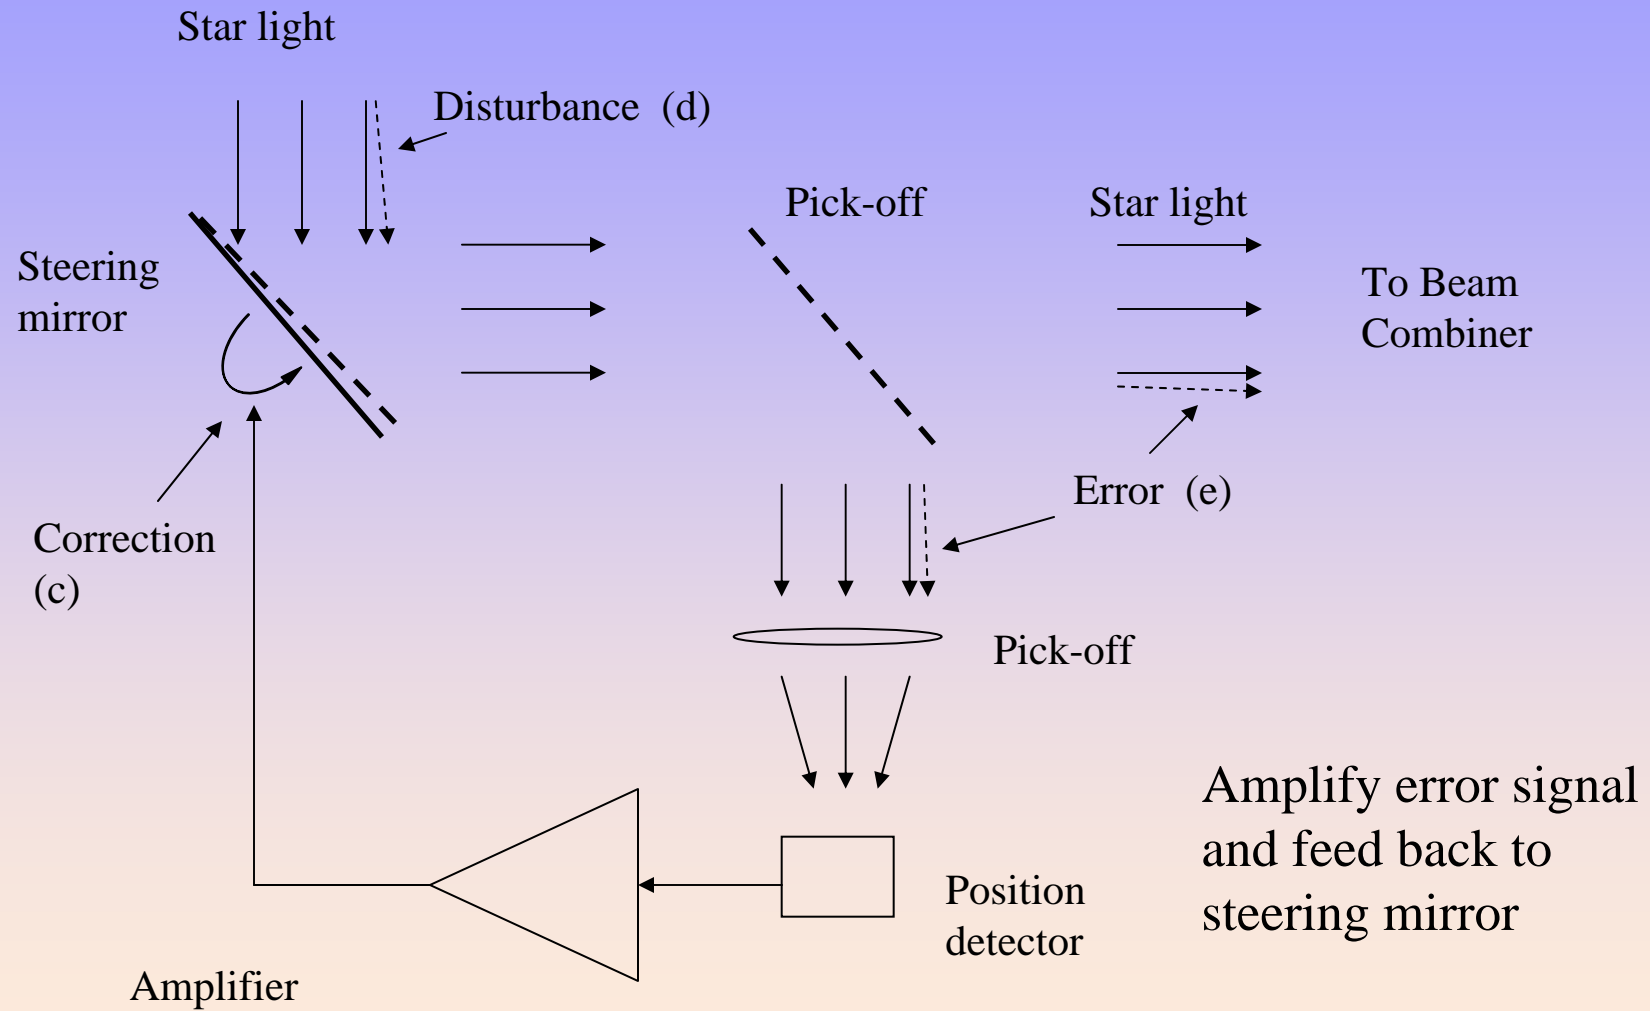 Star light
Disturbance (d)
Pick-off
Star light
Steering
mirror
To Beam
Combiner
Error (e)
Correction
(c)
Pick-off
Amplify error signal
and feed back to
steering mirror
Position
detector
Amplifier